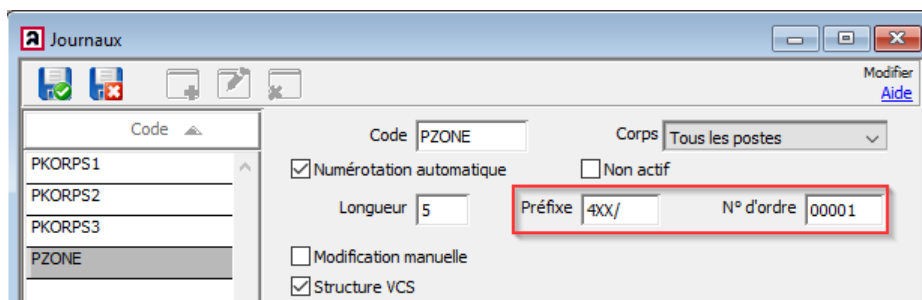 a Journaux
Modifier
Aide
Code
PKORPS1
PKORPS2
PKORPS3
PZONE
Code PZONE Corps Tous les postes
Numérotation automatique Non actif
Longueur 5 Préfixe 4XX/ N° d'ordre 00001
Modification manuelle
Structure VCS